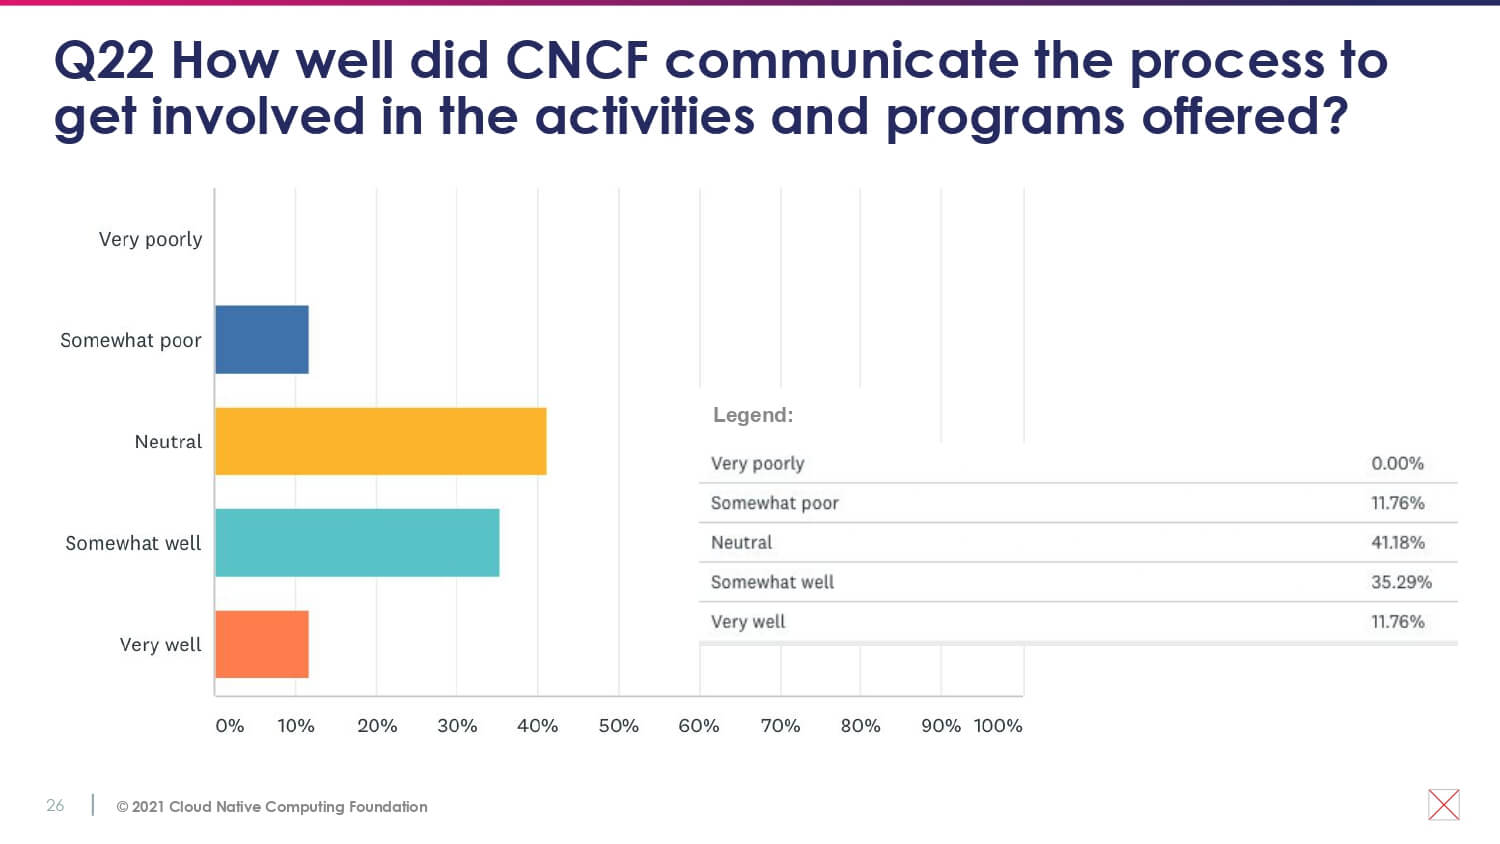 Q22 How well did CNCF communicate the process to
get involved in the activities and programs offered?
Very poorly
Somewhat poor
Neutral
Somewhat well
Very well
0% 10% 20% 30% 40% 50% 60% 70% 80% 90% 100%
Legend:
Very poorly 0.00%
Somewhat poor 11.76%
Neutral 41.18%
Somewhat well 35.29%
Very well 11.76%
26 © 2021 Cloud Native Computing Foundation